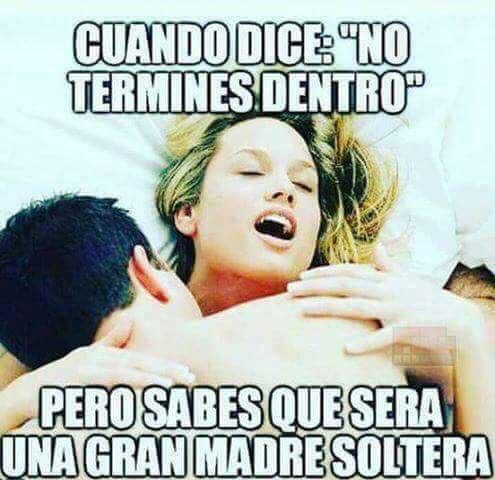 CUANDO DICE: "NO
TERMINES DENTRO"
PERO SABES QUE SERA
UNA GRAN MADRE SOLTERA